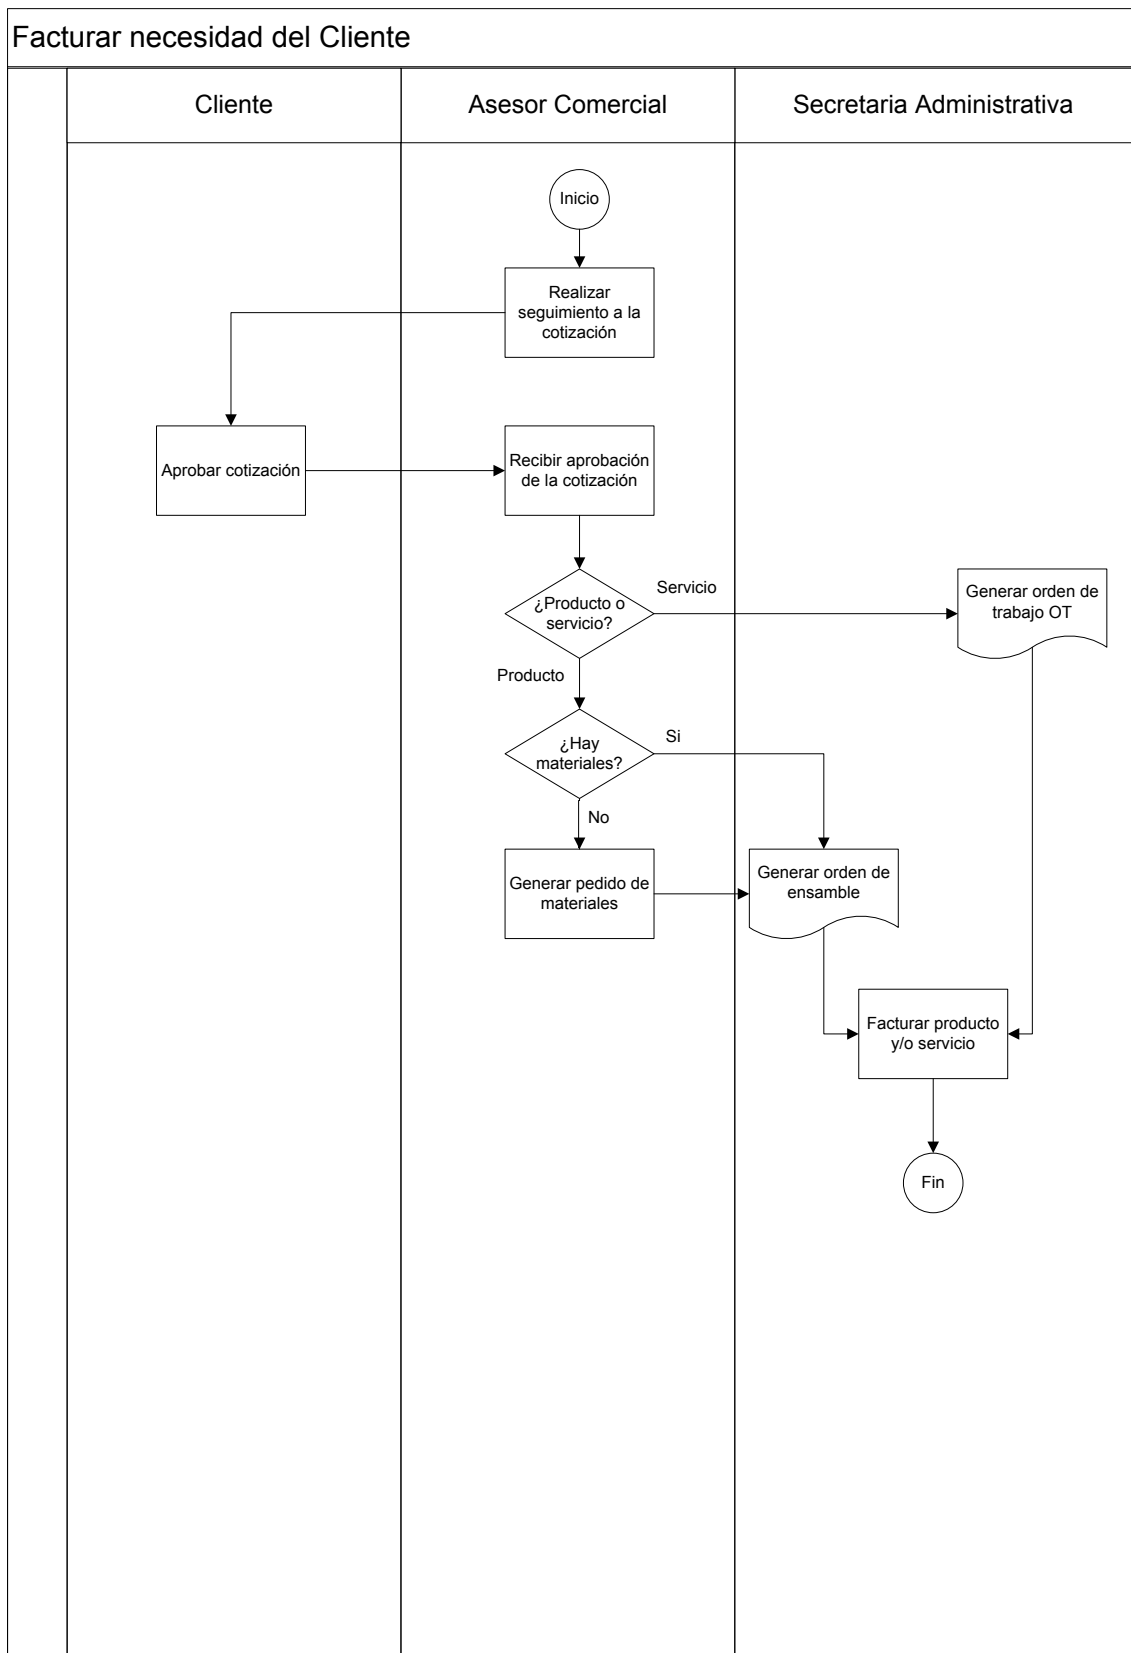 Facturar necesidad del Cliente
Cliente
Asesor Comercial
Secretaria Administrativa
Inicio
Realizar
seguimiento a la
cotización
Aprobar cotización
Recibir aprobación
de la cotización
¿Producto o
servicio?
Servicio
Generar orden de
trabajo OT
Producto
¿Hay
materiales?
Si
No
Generar pedido de
materiales
Generar orden de
ensamble
Facturar producto
y/o servicio
Fin